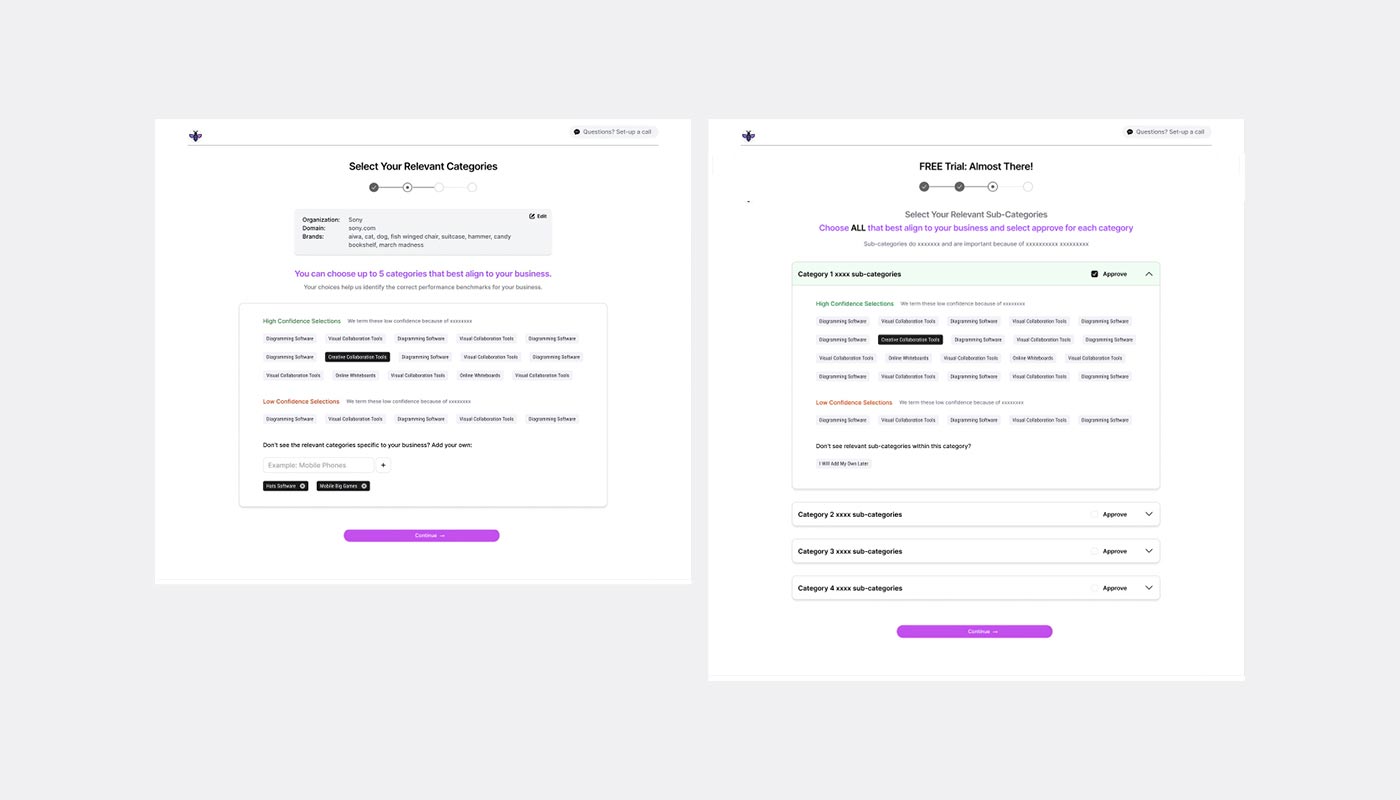 Questions? Set-up a call
Select Your Relevant Categories
Organization: Sony
Domain: sony.com
Brands: aiwa, cat, dog, fish winged chair, suitcase, hammer, candy
bookshelf, march madness
Edit
You can choose up to 5 categories that best align to your business.
Your choices help us identify the correct performance benchmarks for your business.
High Confidence Selections We term these low confidence because of xxxxxxxx
Diagramming Software Visual Collaboration Tools Diagramming Software Visual Collaboration Tools Diagramming Software
Diagramming Software Creative Collaboration Tools Diagramming Software Visual Collaboration Tools Diagramming Software
Visual Collaboration Tools Online Whiteboards Visual Collaboration Tools Online Whiteboards Visual Collaboration Tools
Low Confidence Selections We term these low confidence because of xxxxxxxx
Diagramming Software Visual Collaboration Tools Diagramming Software Visual Collaboration Tools Diagramming Software
Don't see the relevant categories specific to your business? Add your own:
Example: Mobile Phones +
Hats Software Mobile Big Games
Continue →
Questions? Set-up a call
FREE Trial: Almost There!
Select Your Relevant Sub-Categories
Choose ALL that best align to your business and select approve for each category
Sub-categories do xxxxxxx and are important because of xxxxxxxxxx xxxxxxxxx
Category 1 xxxx sub-categories Approve
High Confidence Selections We term these low confidence because of xxxxxxxx
Diagramming Software Visual Collaboration Tools Diagramming Software Visual Collaboration Tools Diagramming Software
Diagramming Software Creative Collaboration Tools Diagramming Software Visual Collaboration Tools Diagramming Software
Visual Collaboration Tools Online Whiteboards Visual Collaboration Tools Online Whiteboards Visual Collaboration Tools
Diagramming Software Visual Collaboration Tools Diagramming Software Visual Collaboration Tools Diagramming Software
Low Confidence Selections We term these low confidence because of xxxxxxxx
Diagramming Software Visual Collaboration Tools Diagramming Software Visual Collaboration Tools Diagramming Software
Don't see relevant sub-categories within this category?
I Will Add My Own Later
Category 2 xxxx sub-categories Approve
Category 3 xxxx sub-categories Approve
Category 4 xxxx sub-categories Approve
Continue →